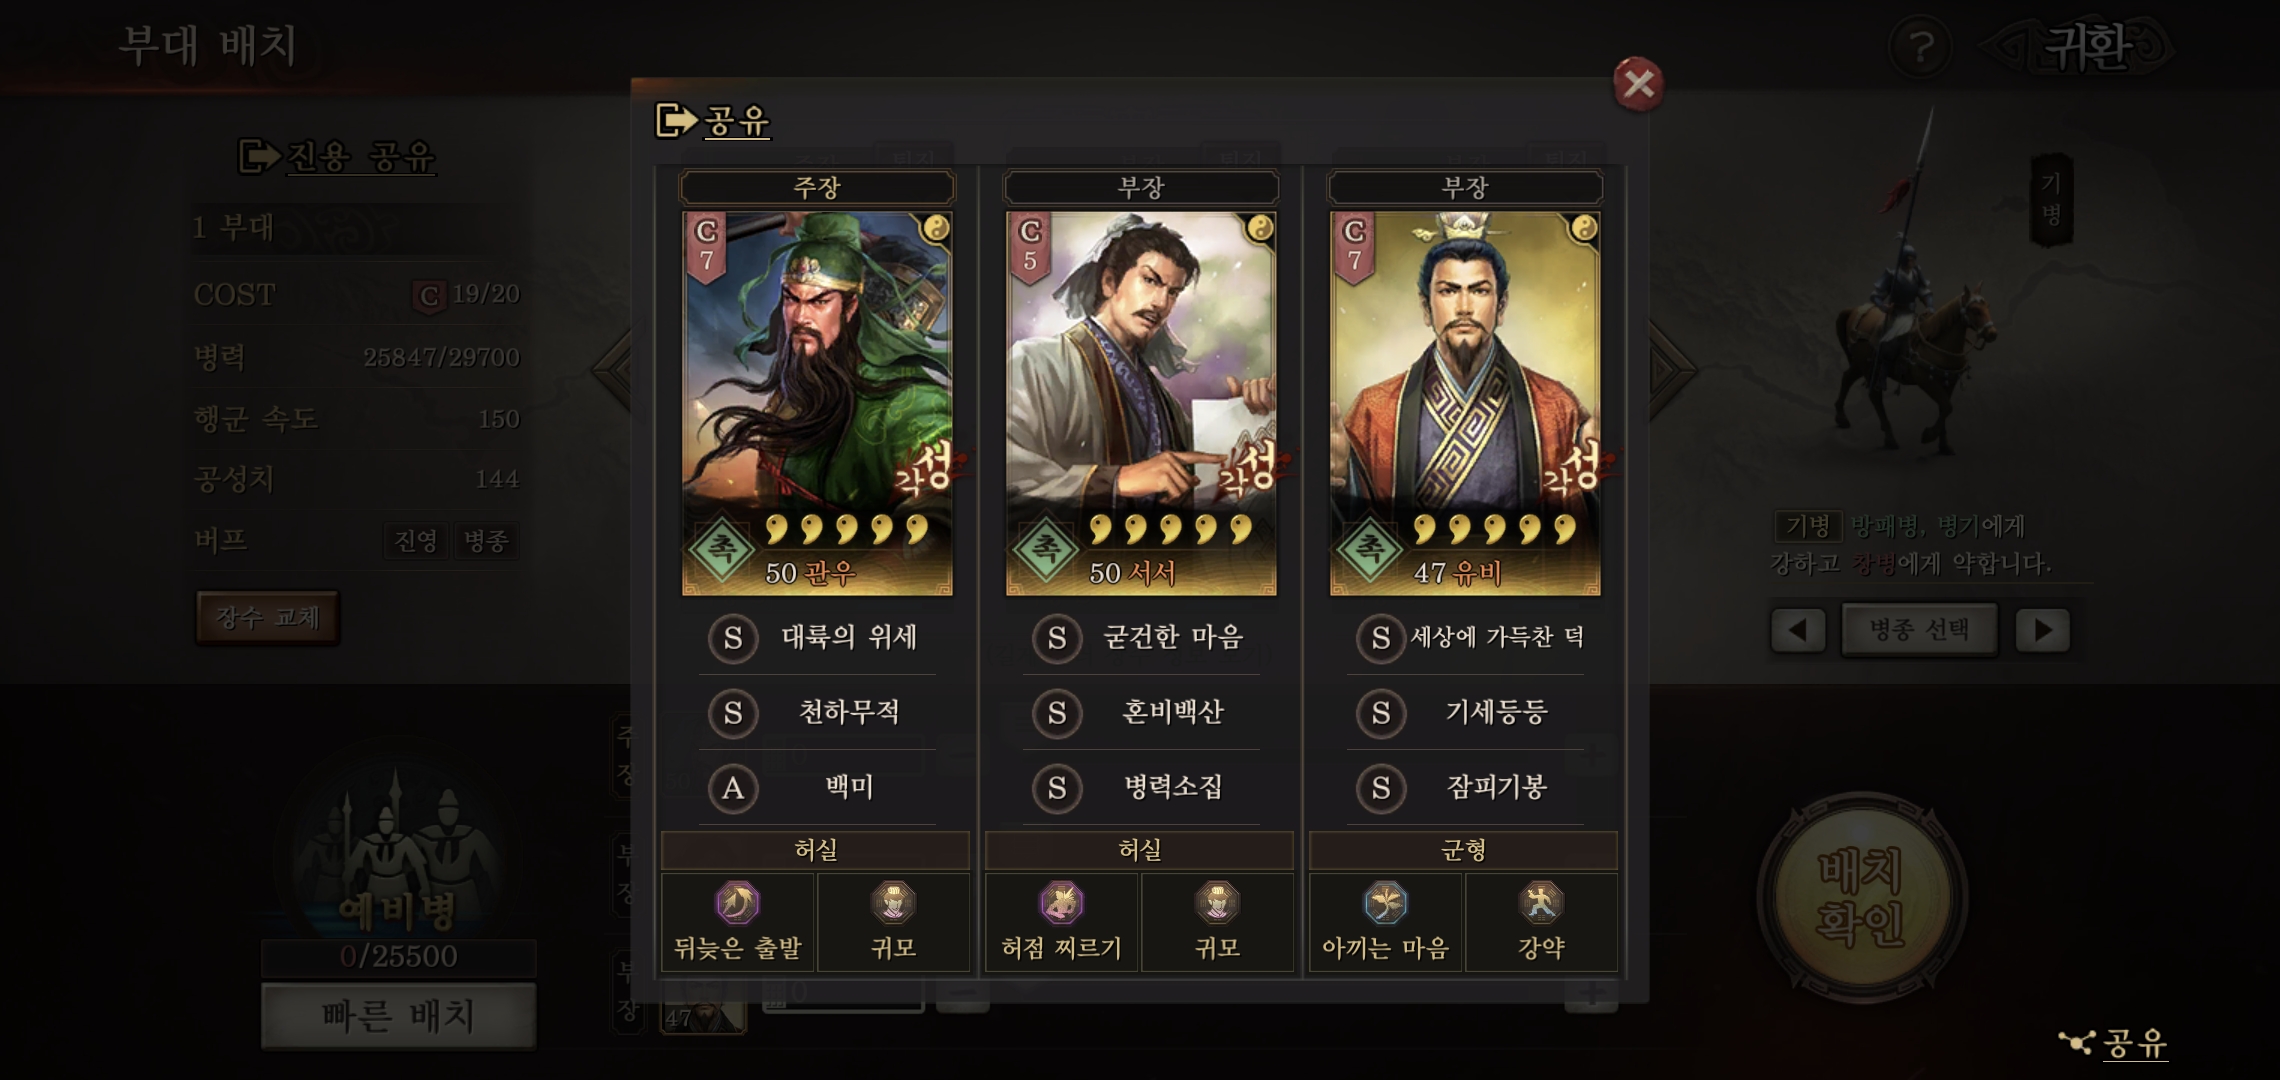 부대 배치
?
귀환
진용 공유
1 부대
COST C 19/20
병력 25847/29700
행군 속도 150
공성치 144
버프 진영 병종
장수 교체
예비병
0/25500
빠른 배치
공유
주장
C
7
각성
촉
50 관우
S 대륙의 위세
S 천하무적
A 백미
허실
뒤늦은 출발
귀모
부장
C
5
각성
촉
50 서서
S 굳건한 마음
S 혼비백산
S 병력소집
허실
허점 찌르기
귀모
부장
C
7
각성
촉
47 유비
S 세상에 가득찬 덕
S 기세등등
S 잠피기봉
군형
아끼는 마음
강약
주장
부장
부장
47
0
기병
기병 방패병, 병기에게
강하고 창병에게 약합니다.
병종 선택
배치
확인
공유